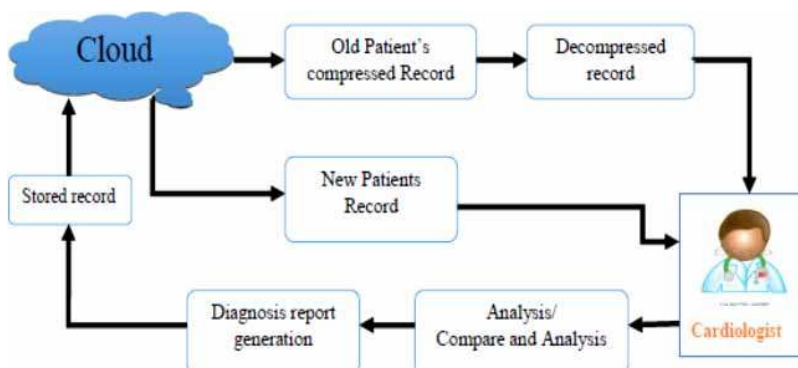 Cloud
Old Patient's
compressed Record
Decompressed
record
Stored record
New Patients
Record
Diagnosis report
generation
Analysis/
Compare and Analysis
Cardiologist